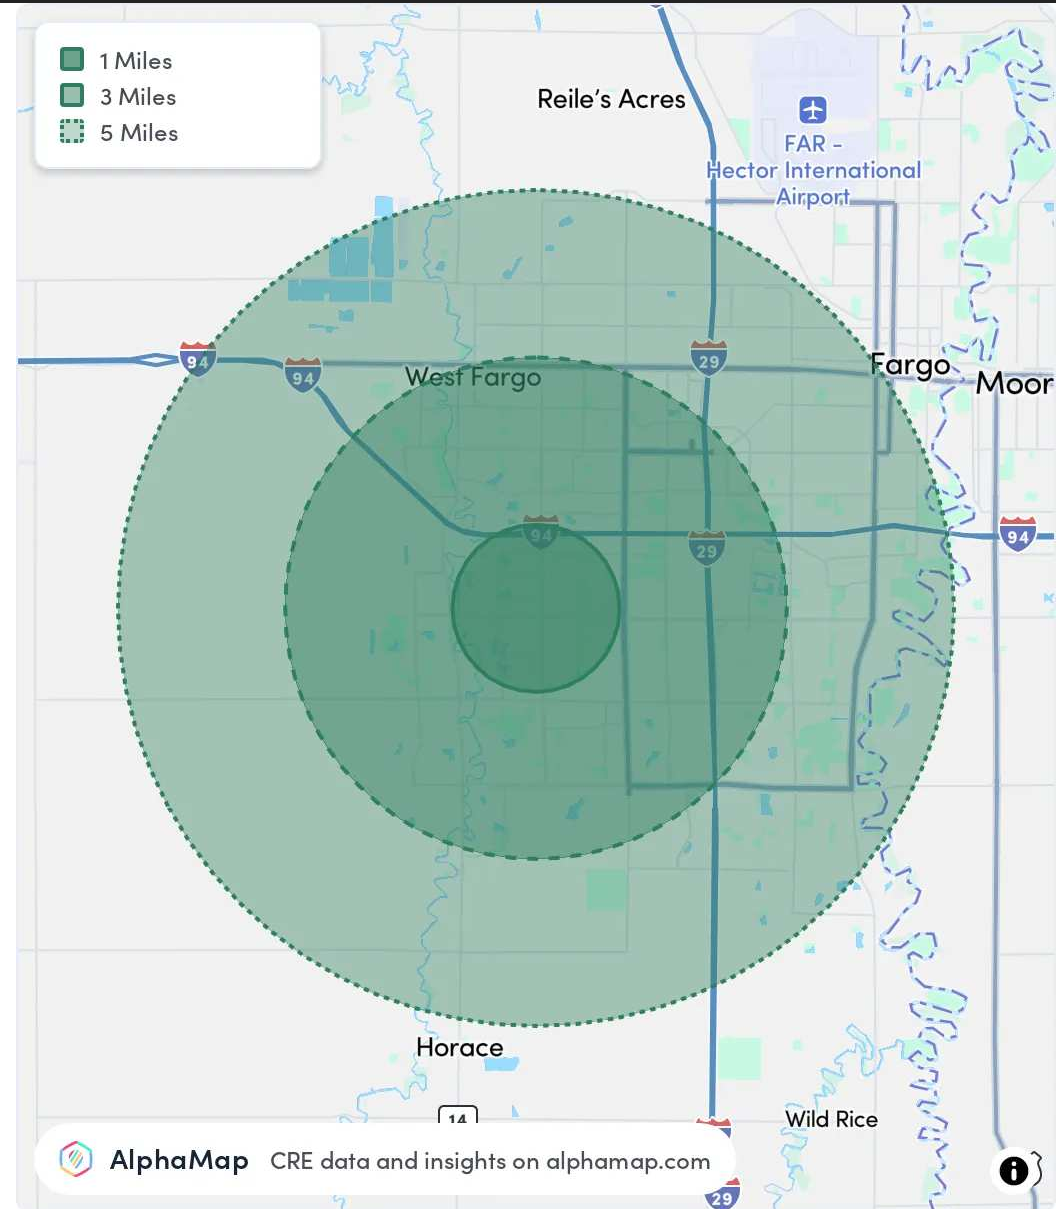 1 Miles
3 Miles
5 Miles
Reile's Acres
FAR -
Hector International
Airport
94
94
29
West Fargo
Fargo
Moor
94
29
94
Horace
14
Wild Rice
AlphaMap CRE data and insights on alphamap.com
29